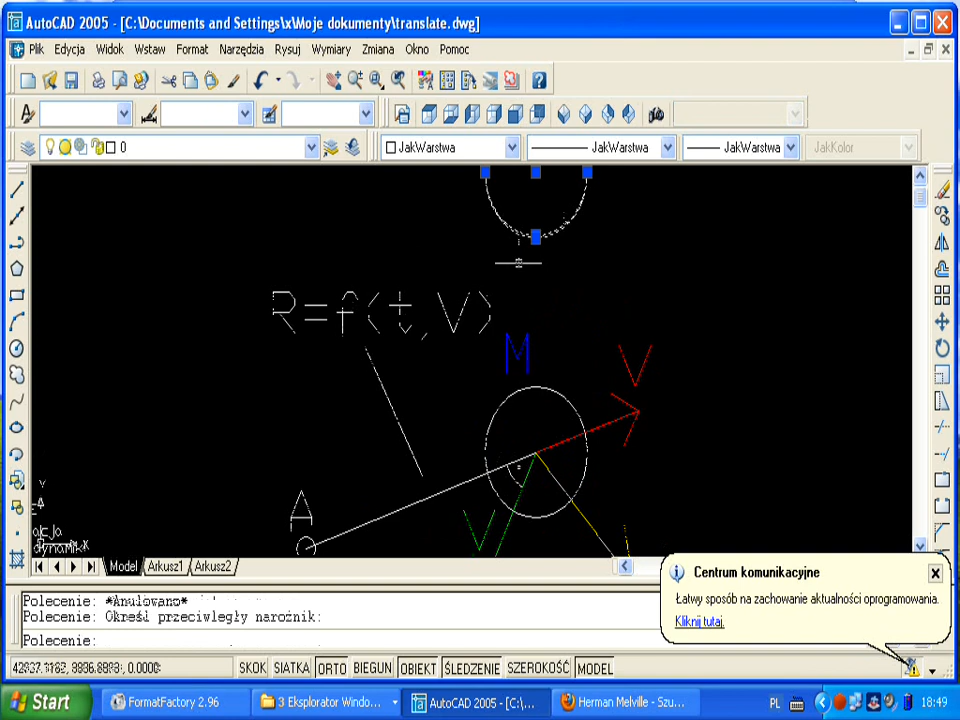 AutoCAD 2005 - [C:\Documents and Settings\x\Moje dokumenty\translate.dwg]
Plik Edycja Widok Wstaw Format Narzędzia Rysuj Wymiary Zmiana Okno Pomoc
0 JakWarstwa JakWarstwa JakWarstwa JakKolor
R=f(t,V)
M
V
A
V
Y
X
Model Arkusz1 Arkusz2
Polecenie: *Anulowano*
Polecenie: Określ przeciwległy narożnik:
Polecenie:
Centrum komunikacyjne
Łatwy sposób na zachowanie aktualności oprogramowania.
Kliknij tutaj.
SKOK SIATKA ORTO BIEGUN OBIEKT ŚLEDZENIE SZEROKOŚĆ MODEL
Start FormatFactory 2.96 3 Eksplorator Windo... AutoCAD 2005 - [C:\... Herman Melville - Szu... PL 18:49